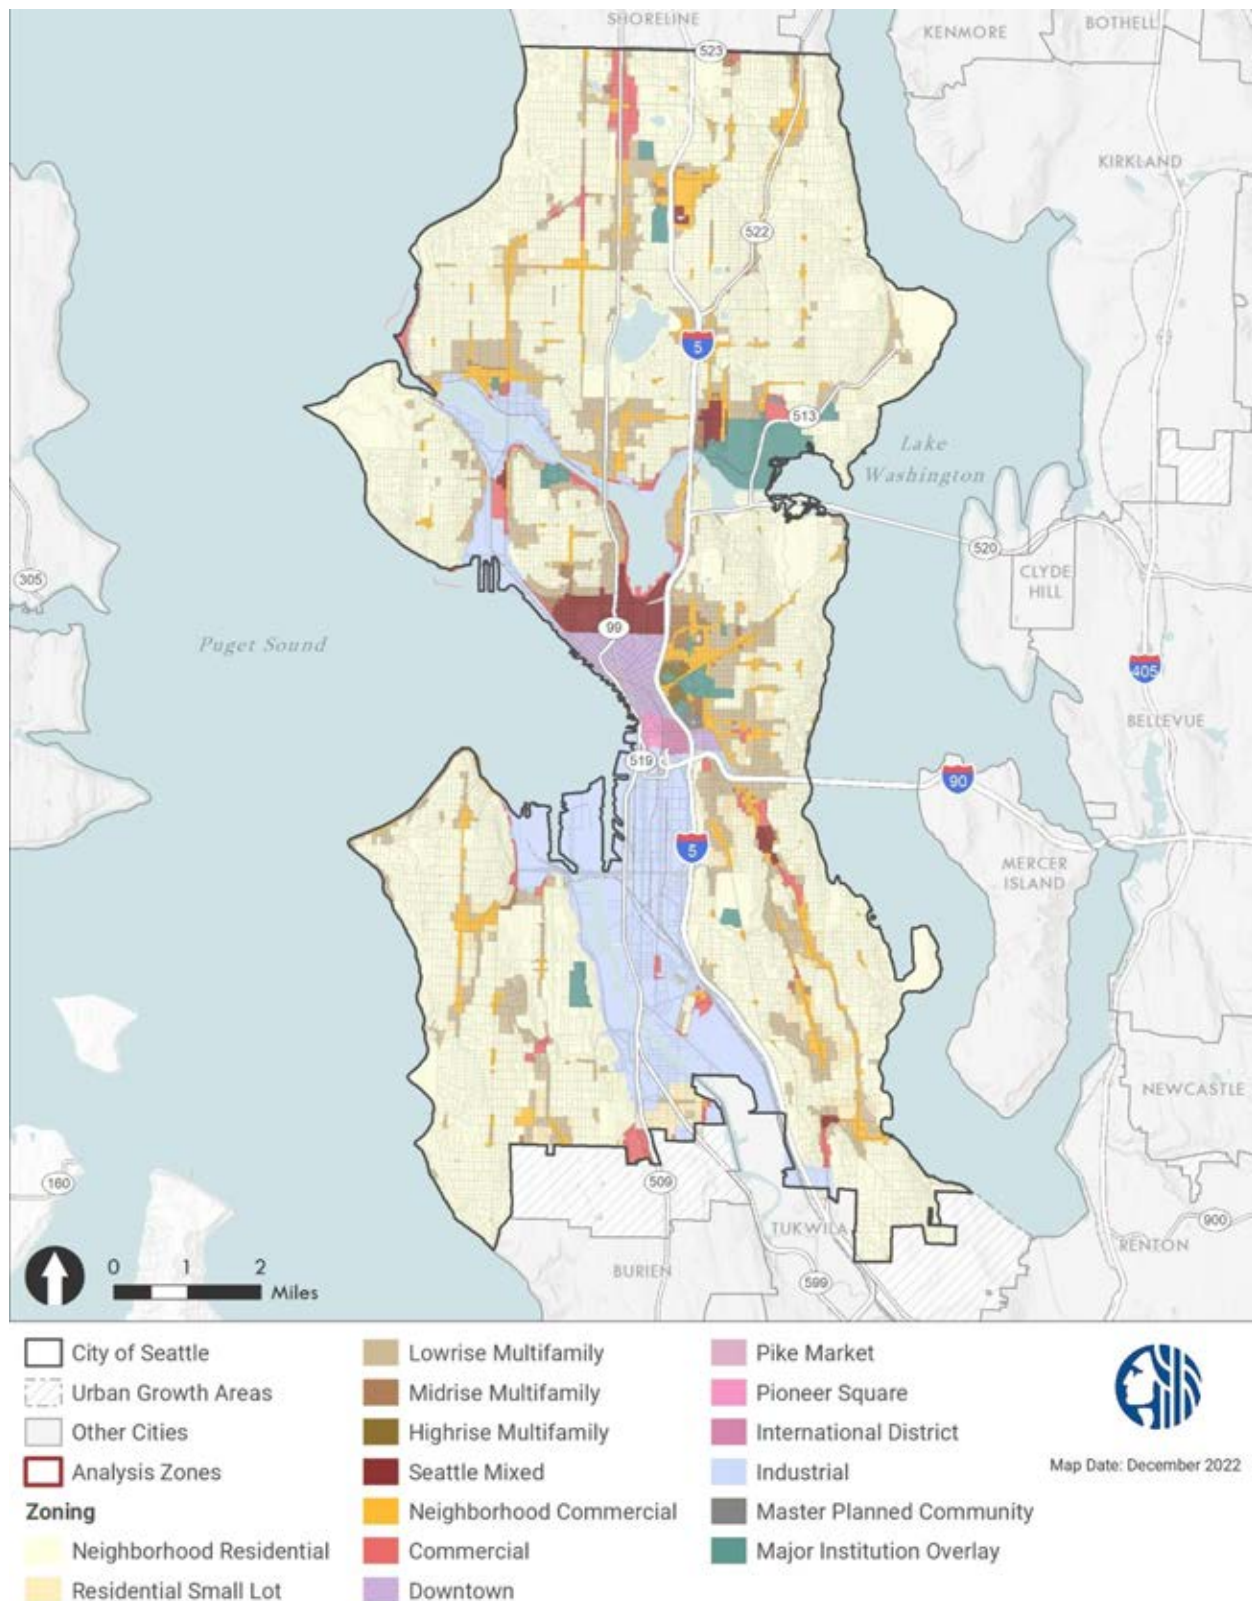 SHORELINE
BOTHELL
KENMORE
523
KIRKLAND
522
5
513
Lake
Washington
520
CLYDE
HILL
305
99
Puget Sound
405
BELLEVUE
519
90
5
MERCER
ISLAND
NEWCASTLE
160
509
900
TUKWILA
RENTON
BURIEN
599
0 1 2
Miles
City of Seattle
Urban Growth Areas
Other Cities
Analysis Zones
Zoning
Neighborhood Residential
Residential Small Lot
Lowrise Multifamily
Midrise Multifamily
Highrise Multifamily
Seattle Mixed
Neighborhood Commercial
Commercial
Downtown
Pike Market
Pioneer Square
International District
Industrial
Master Planned Community
Major Institution Overlay
Map Date: December 2022